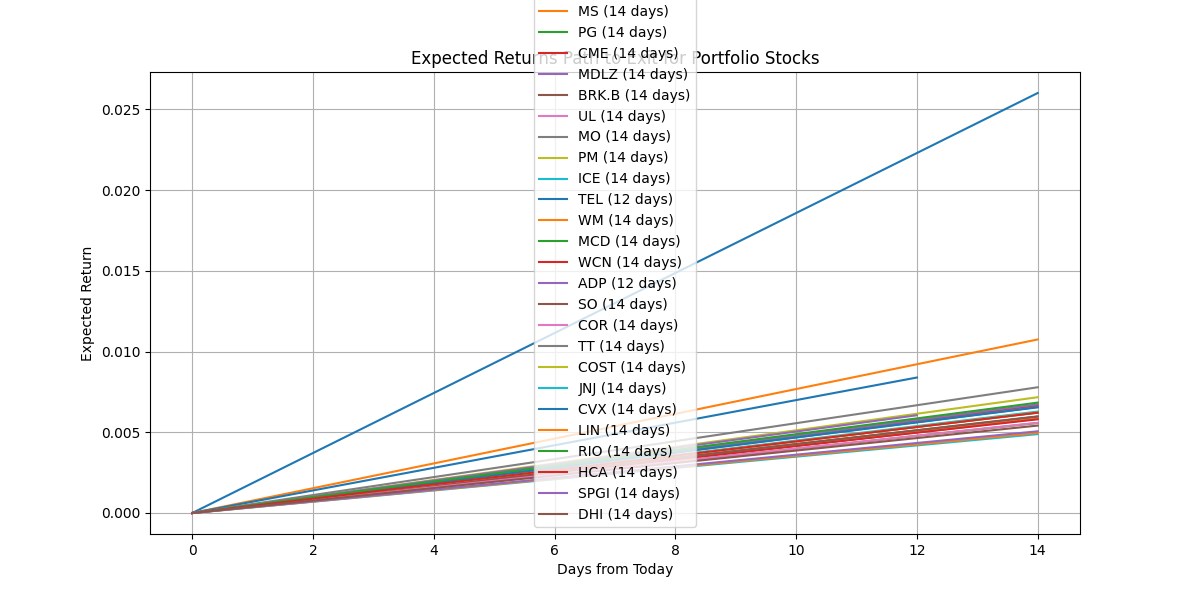 MS (14 days)
PG (14 days)
CME (14 days)
Expected Returns Path to Exit for Portfolio Stocks
MDLZ (14 days)
BRK.B (14 days)
UL (14 days)
MO (14 days)
PM (14 days)
ICE (14 days)
TEL (12 days)
WM (14 days)
MCD (14 days)
WCN (14 days)
ADP (12 days)
SO (14 days)
COR (14 days)
TT (14 days)
COST (14 days)
JNJ (14 days)
CVX (14 days)
LIN (14 days)
RIO (14 days)
HCA (14 days)
SPGI (14 days)
DHI (14 days)
Expected Return
0.025
0.020
0.015
0.010
0.005
0.000
0 2 4 6 8 10 12 14
Days from Today